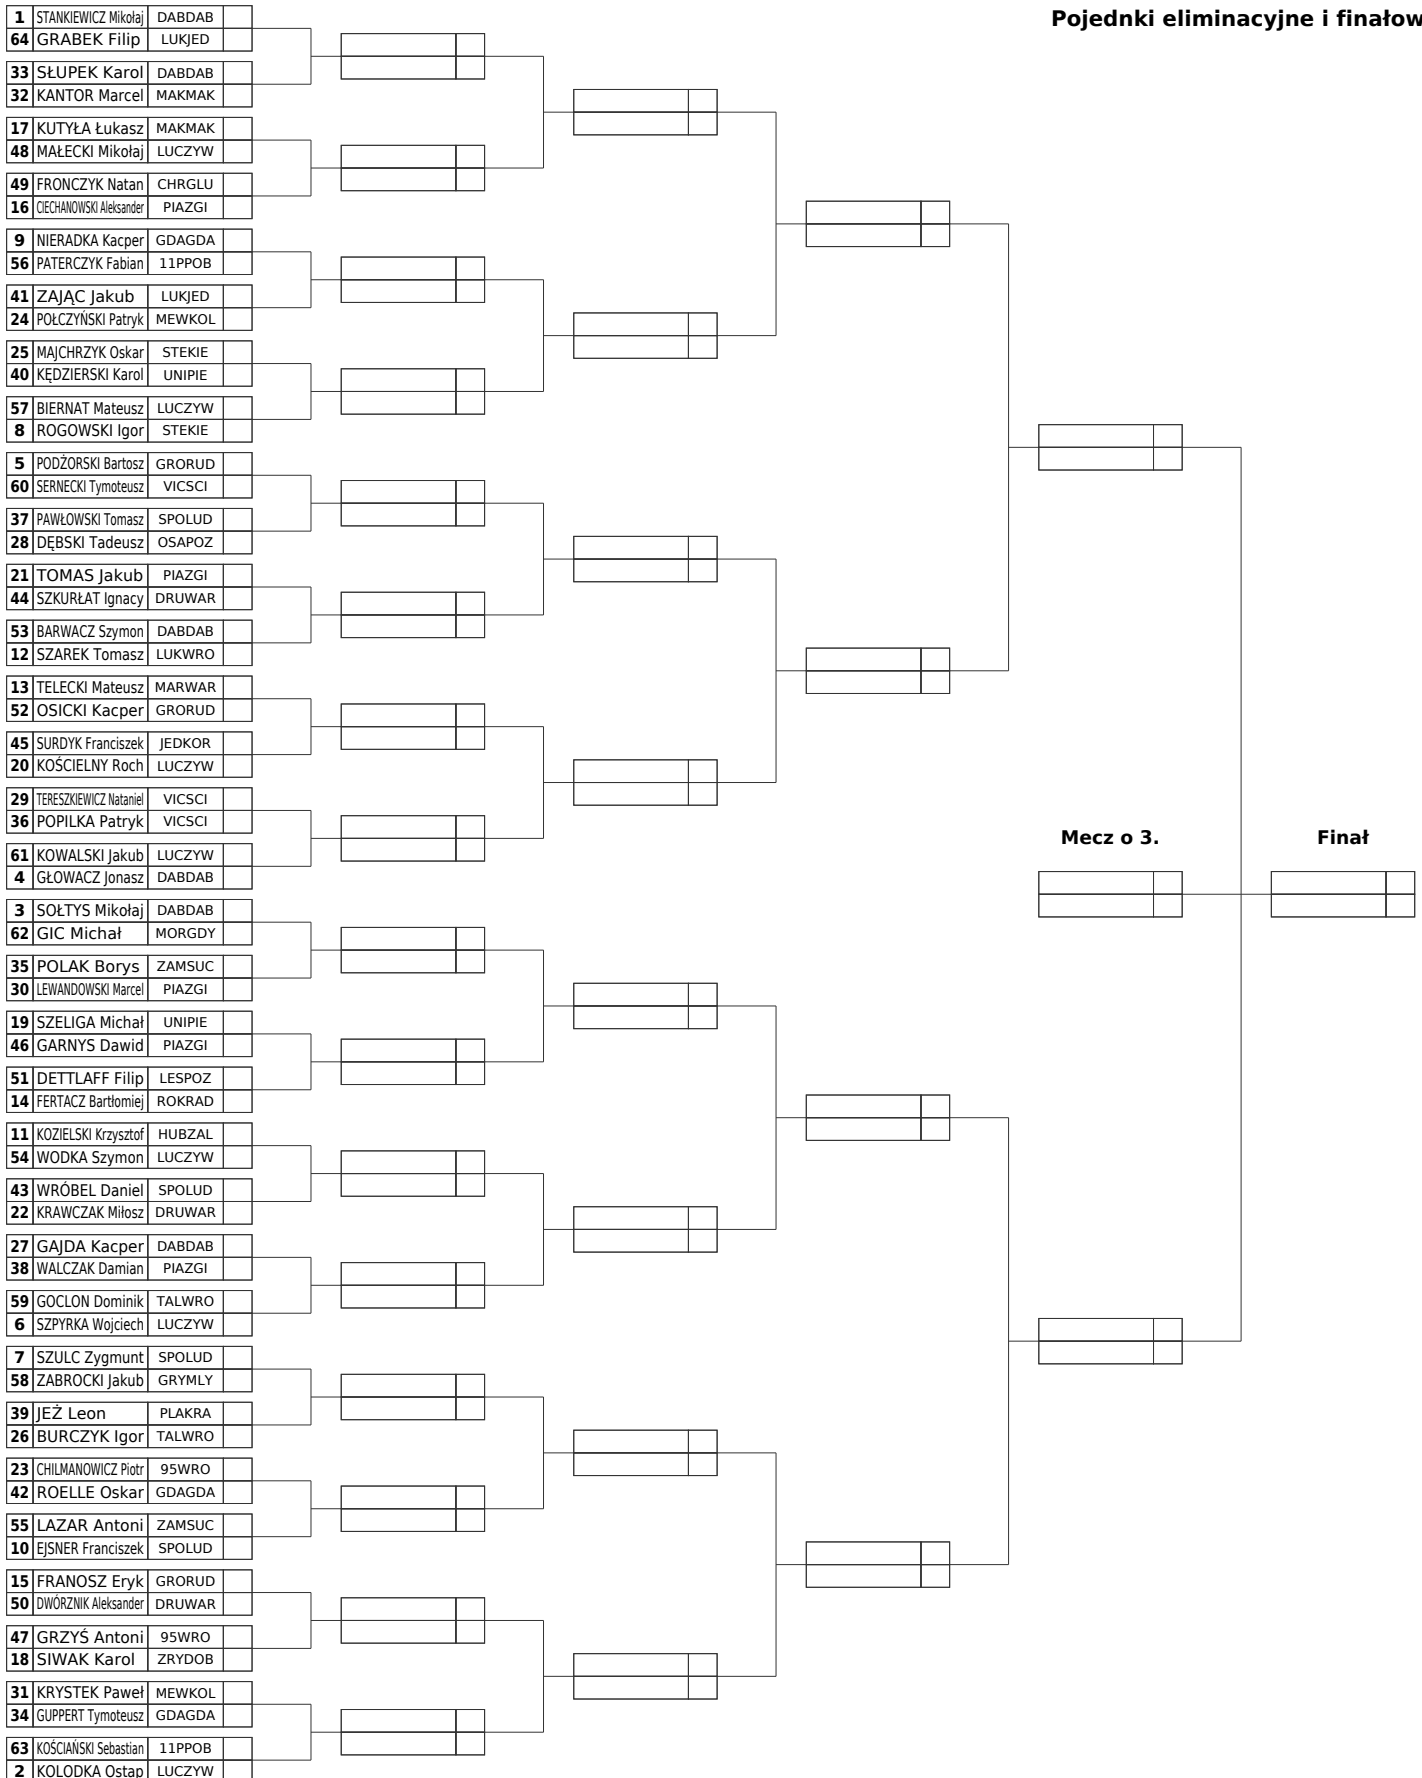 Pojednki eliminacyjne i finałow
1 STANKIEWICZ Mikołaj DABDAB
64 GRABEK Filip LUKJED
33 SŁUPEK Karol DABDAB
32 KANTOR Marcel MAKMAK
17 KUTYŁA Łukasz MAKMAK
48 MAŁECKI Mikołaj LUCZYW
49 FRONCZYK Natan CHRGLU
16 CIECHANOWSKI Aleksander PIAZGI
9 NIERADKA Kacper GDAGDA
56 PATERCZYK Fabian 11PPOB
41 ZAJĄC Jakub LUKJED
24 POŁCZYŃSKI Patryk MEWKOL
25 MAJCHRZYK Oskar STEKIE
40 KĘDZIERSKI Karol UNIPIE
57 BIERNAT Mateusz LUCZYW
8 ROGOWSKI Igor STEKIE
5 PODŻORSKI Bartosz GRORUD
60 SERNECKI Tymoteusz VICSCI
37 PAWŁOWSKI Tomasz SPOLUD
28 DĘBSKI Tadeusz OSAPOZ
21 TOMAS Jakub PIAZGI
44 SZKURŁAT Ignacy DRUWAR
53 BARWACZ Szymon DABDAB
12 SZAREK Tomasz LUKWRO
13 TELECKI Mateusz MARWAR
52 OSICKI Kacper GRORUD
45 SURDYK Franciszek JEDKOR
20 KOŚCIELNY Roch LUCZYW
29 TERESZKIEWICZ Nataniel VICSCI
36 POPILKA Patryk VICSCI
61 KOWALSKI Jakub LUCZYW
4 GŁOWACZ Jonasz DABDAB
Mecz o 3. Finał
3 SOŁTYS Mikołaj DABDAB
62 GIC Michał MORGDY
35 POLAK Borys ZAMSUC
30 LEWANDOWSKI Marcel PIAZGI
19 SZELIGA Michał UNIPIE
46 GARNYS Dawid PIAZGI
51 DETTLAFF Filip LESPOZ
14 FERTACZ Bartłomiej ROKRAD
11 KOZIELSKI Krzysztof HUBZAL
54 WODKA Szymon LUCZYW
43 WRÓBEL Daniel SPOLUD
22 KRAWCZAK Miłosz DRUWAR
27 GAJDA Kacper DABDAB
38 WALCZAK Damian PIAZGI
59 GOCLON Dominik TALWRO
6 SZPYRKA Wojciech LUCZYW
7 SZULC Zygmunt SPOLUD
58 ZABROCKI Jakub GRYMLY
39 JEŻ Leon PLAKRA
26 BURCZYK Igor TALWRO
23 CHILMANOWICZ Piotr 95WRO
42 ROELLE Oskar GDAGDA
55 LAZAR Antoni ZAMSUC
10 EJSNER Franciszek SPOLUD
15 FRANOSZ Eryk GRORUD
50 DWÓRZNIK Aleksander DRUWAR
47 GRZYŚ Antoni 95WRO
18 SIWAK Karol ZRYDOB
31 KRYSTEK Paweł MEWKOL
34 GUPPERT Tymoteusz GDAGDA
63 KOŚCIAŃSKI Sebastian 11PPOB
2 KOLODKA Ostap LUCZYW